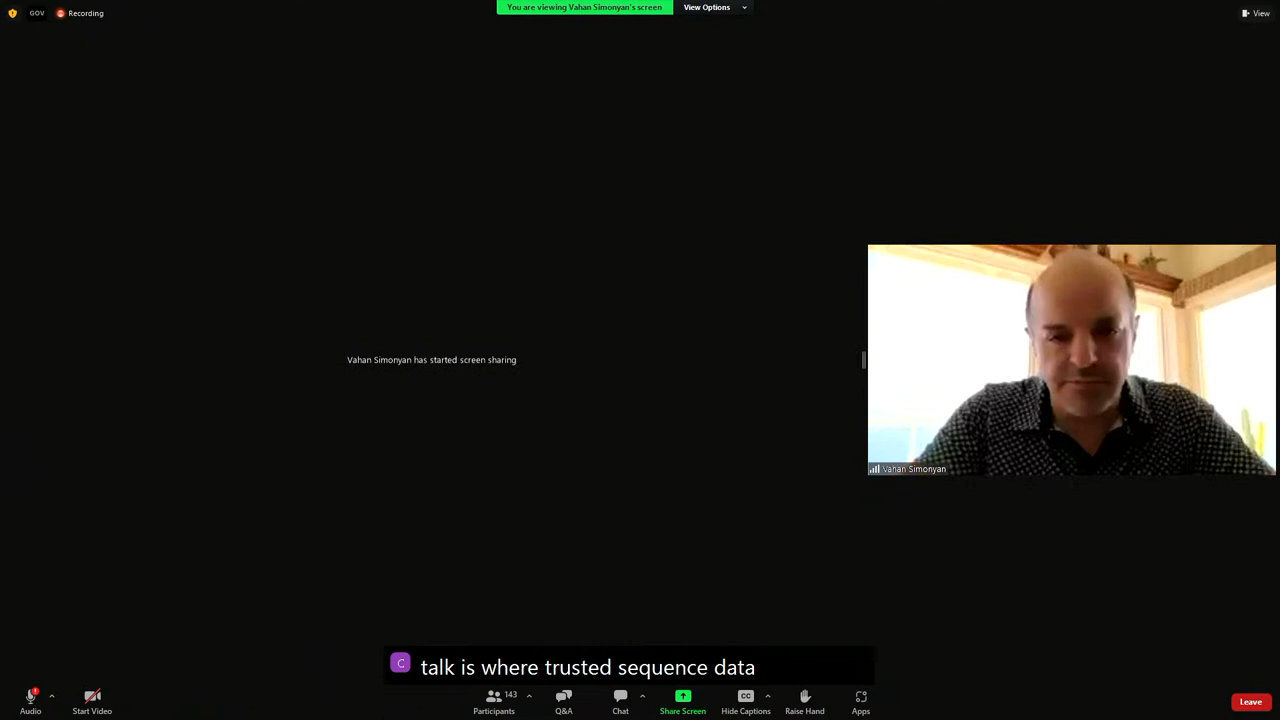 GOV
Recording
You are viewing Vahan Simonyan's screen
View Options
View
Vahan Simonyan has started screen sharing
Vahan Simonyan
C
talk is where trusted sequence data
Audio
Start Video
Participants
143
Q&A
Chat
Share Screen
CC
Hide Captions
Raise Hand
Apps
Leave